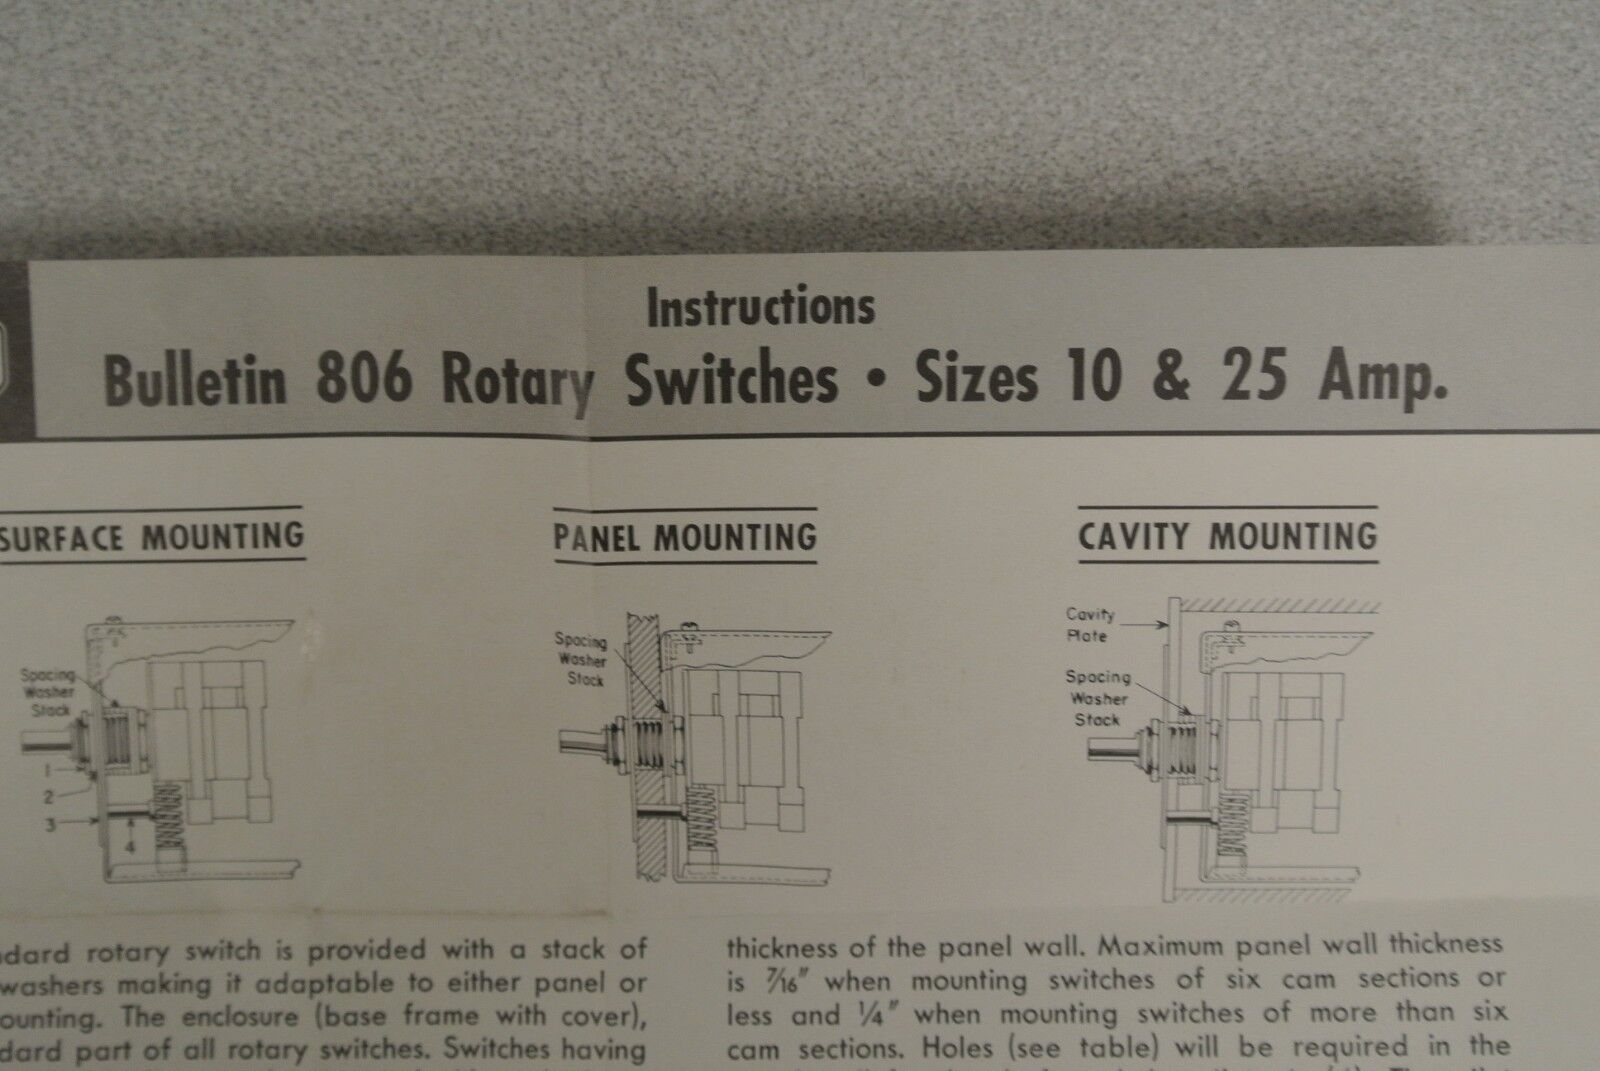 Instructions
Bulletin 806 Rotary Switches • Sizes 10 & 25 Amp.
SURFACE MOUNTING
Spacing
Washer
Stack
1
2
3
4
PANEL MOUNTING
Spacing
Washer
Stack
CAVITY MOUNTING
Cavity
Plate
Spacing
Washer
Stack
dard rotary switch is provided with a stack of
washers making it adaptable to either panel or
ounting. The enclosure (base frame with cover),
dard part of all rotary switches. Switches having
thickness of the panel wall. Maximum panel wall thickness
is 7/16" when mounting switches of six cam sections or
less and 1/4" when mounting switches of more than six
cam sections. Holes (see table) will be required in the